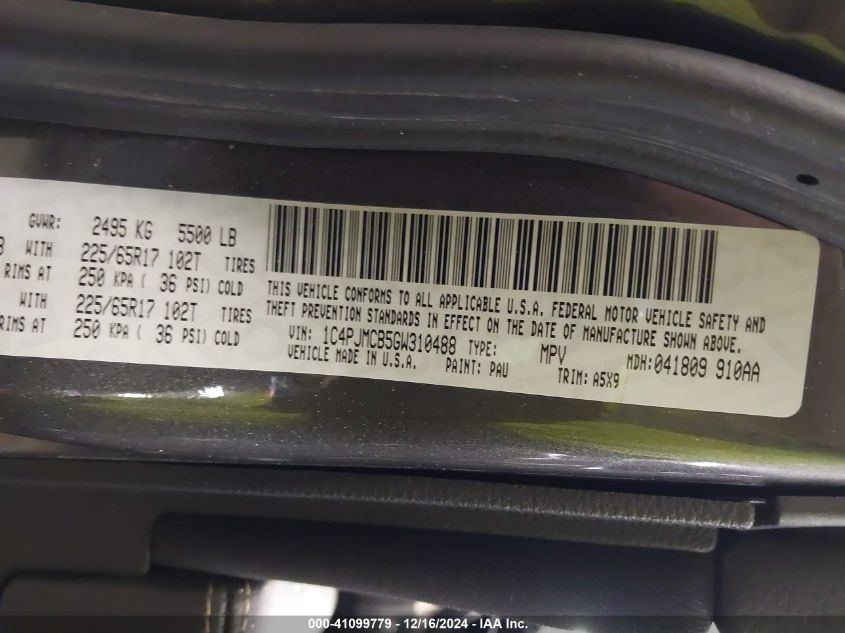 GVWR: 2495 KG 5500 LB
WITH 225/65R17 102T TIRES
RIMS AT 250 KPA ( 36 PSI) COLD
WITH 225/65R17 102T TIRES
RIMS AT 250 KPA ( 36 PSI) COLD
THIS VEHICLE CONFORMS TO ALL APPLICABLE U.S.A. FEDERAL MOTOR VEHICLE SAFETY AND
THEFT PREVENTION STANDARDS IN EFFECT ON THE DATE OF MANUFACTURE SHOWN ABOVE.
VIN: 1C4PJMCB5GW310488 TYPE: MPV MDH:041809 910AA
VEHICLE MADE IN U.S.A. PAINT: PAU TRIM: A5X9
000-41099779 - 12/16/2024 - IAA Inc.